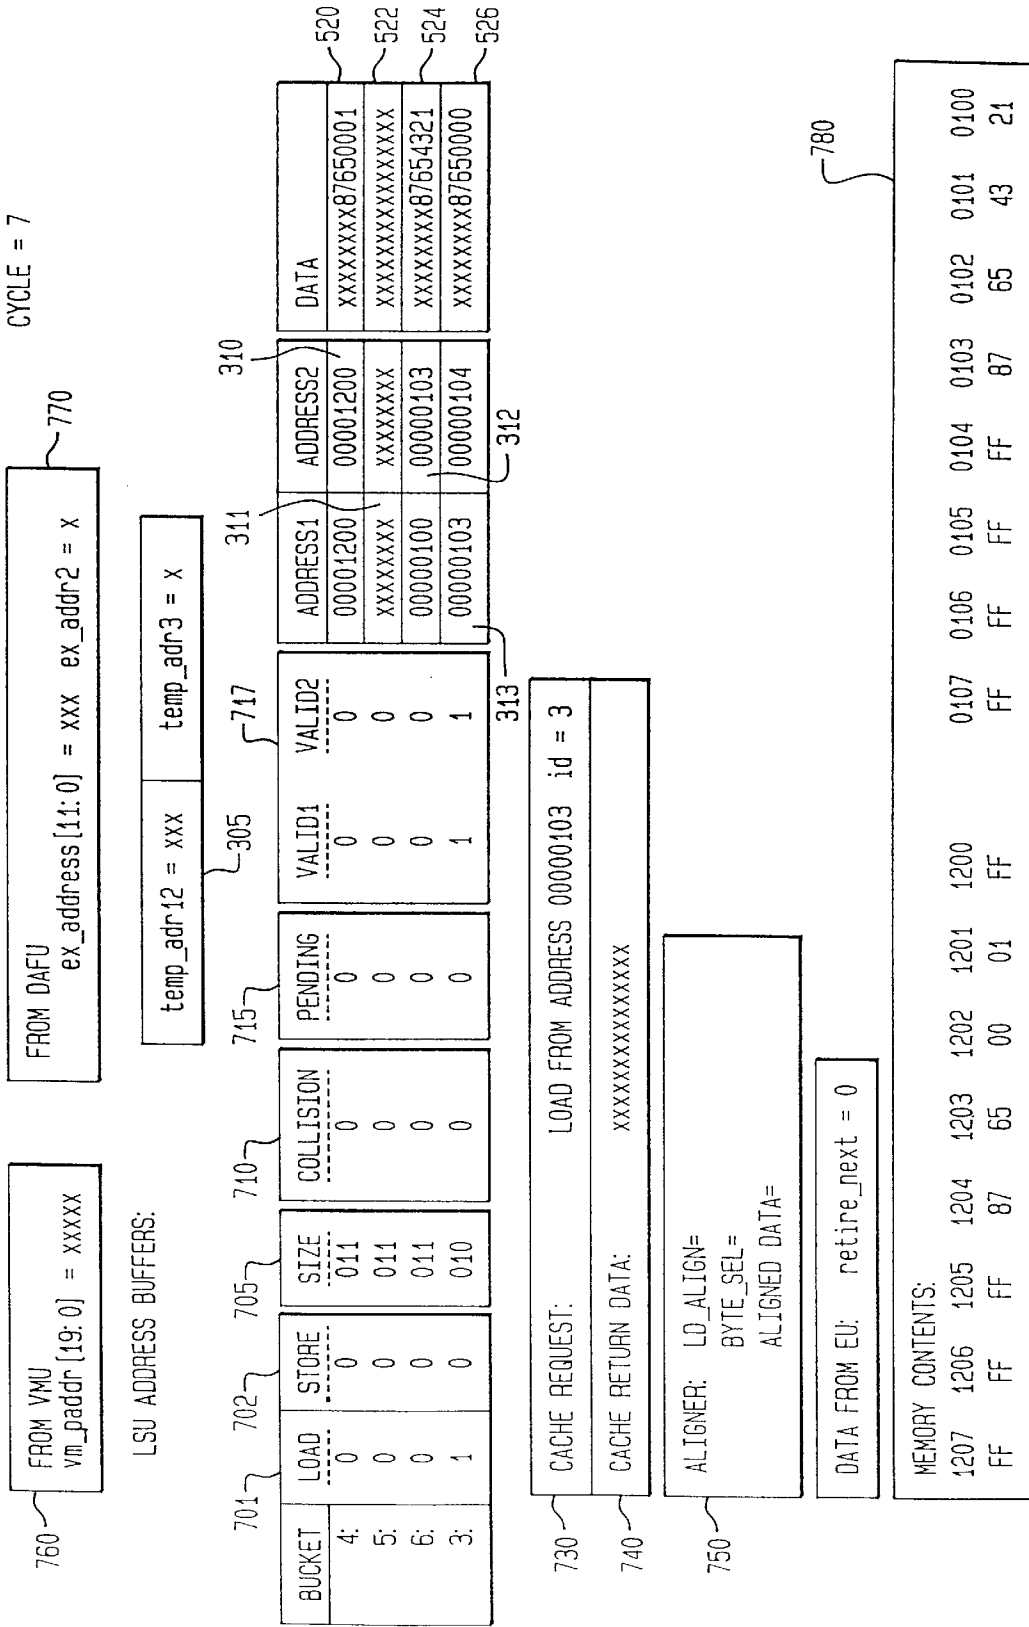 CYCLE = 7
FROM VMU
vm_paddr[19:0] = xxxxx
760
FROM DAFU
ex_address[11:0] = xxx ex_addr2 = x
770
LSU ADDRESS BUFFERS:
temp_adr12 = xxx temp_adr3 = x
305
701 702 705 710 715 717 311 310
BUCKET LOAD STORE SIZE COLLISION PENDING VALID1 VALID2 ADDRESS1 ADDRESS2 DATA
4: 0 0 011 0 0 0 0 00001200 00001200 xxxxxxxx87650001 520
5: 0 0 011 0 0 0 0 xxxxxxxx xxxxxxxx xxxxxxxxxxxxxxxx 522
6: 0 0 011 0 0 0 0 00000100 00000103 xxxxxxxx87654321 524
3: 1 0 010 0 0 1 1 00000103 00000104 xxxxxxxx87650000 526
313 312
730 CACHE REQUEST: LOAD FROM ADDRESS 00000103 id = 3
740 CACHE RETURN DATA: xxxxxxxxxxxxxxxx
750 ALIGNER: LD_ALIGN=
BYTE_SEL=
ALIGNED DATA=
DATA FROM EU: retire_next = 0
780
MEMORY CONTENTS:
1207 1206 1205 1204 1203 1202 1201 1200 0107 0106 0105 0104 0103 0102 0101 0100
FF FF FF 87 65 00 01 FF FF FF FF FF 87 65 43 21